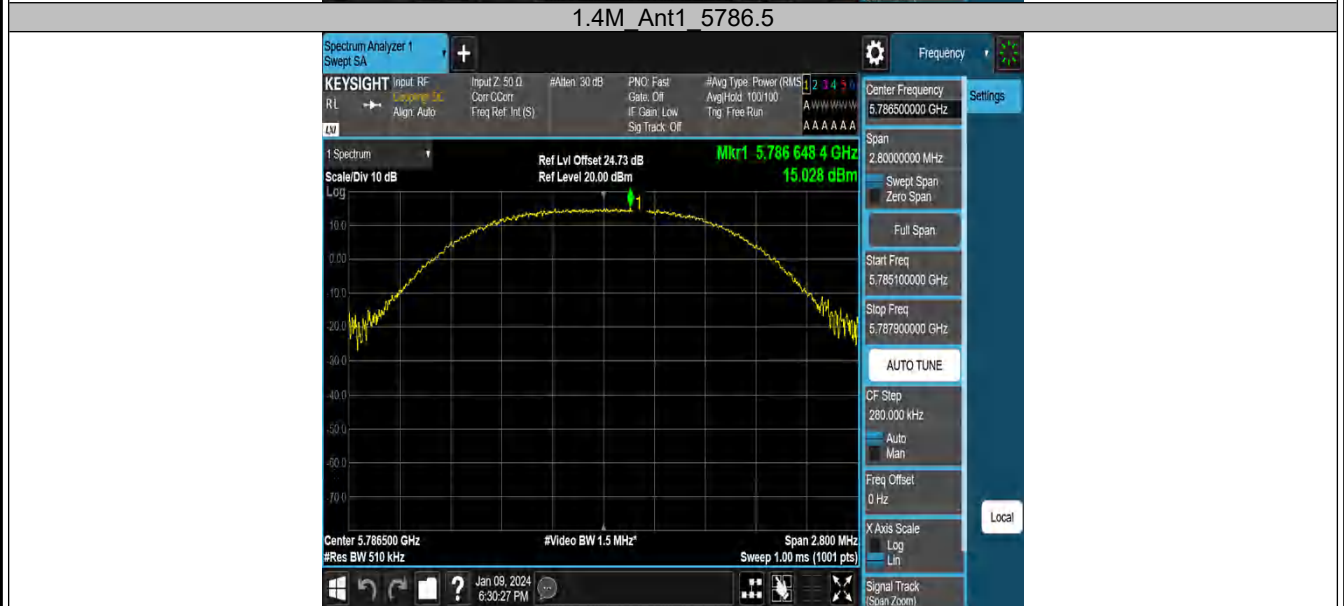 1.4M_Ant1_5786.5
Spectrum Analyzer 1
Swept SA
+
Frequency
KEYSIGHT
RL
LXI
Input: RF
Coupling: DC
Align: Auto
Input Z: 50 Ω
Corr CCorr
Freq Ref: Int (S)
#Atten: 30 dB
PNO: Fast
Gate: Off
IF Gain: Low
Sig Track: Off
#Avg Type: Power (RMS
Avg|Hold: 100/100
Trig: Free Run
1 2 3 4 5 6
A W W W W W
A A A A A A
1 Spectrum
Scale/Div 10 dB
Log
Ref Lvl Offset 24.73 dB
Ref Level 20.00 dBm
Mkr1 5.786 648 4 GHz
15.028 dBm
1
10.0
0.00
-10.0
-20.0
-30.0
-40.0
-50.0
-60.0
-70.0
Center 5.786500 GHz
#Res BW 510 kHz
#Video BW 1.5 MHz*
Span 2.800 MHz
Sweep 1.00 ms (1001 pts)
Center Frequency
5.786500000 GHz
Settings
Span
2.80000000 MHz
Swept Span
Zero Span
Full Span
Start Freq
5.785100000 GHz
Stop Freq
5.787900000 GHz
AUTO TUNE
CF Step
280.000 kHz
Auto
Man
Freq Offset
0 Hz
X Axis Scale
Log
Lin
Local
Signal Track
(Span Zoom)
?
Jan 09, 2024
6:30:27 PM